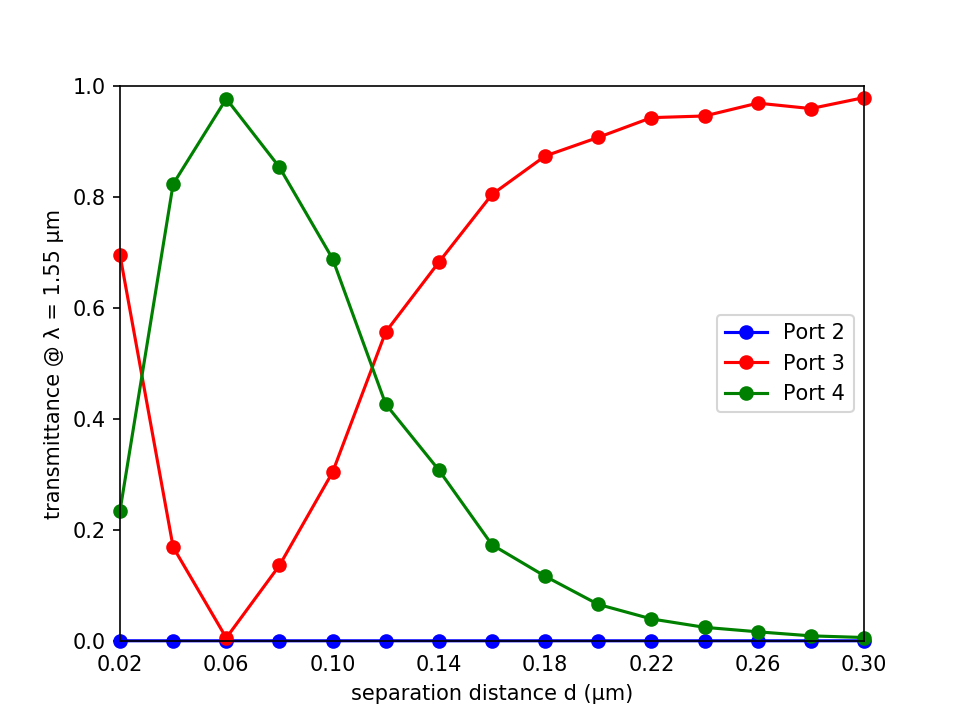 1.0
0.8
0.6
0.4
0.2
0.0
transmittance @ λ = 1.55 μm
Port 2
Port 3
Port 4
0.02 0.06 0.10 0.14 0.18 0.22 0.26 0.30
separation distance d (μm)